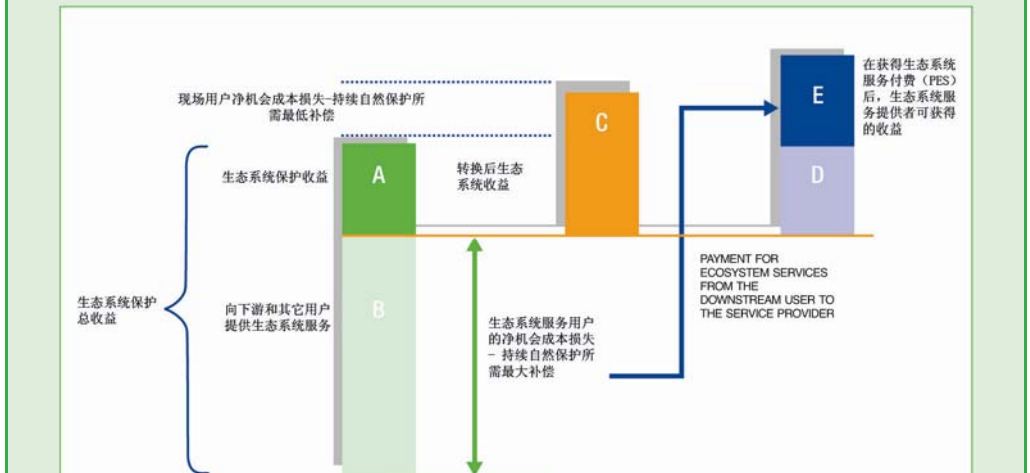 现场用户净机会成本损失-持续自然保护所
需最低补偿
生态系统保护收益
A
转换后生态
系统收益
C
E
D
在获得生态系统
服务付费（PES）
后，生态系统服
务提供者可获得
的收益
生态系统保护
总收益
向下游和其它用户
提供生态系统服务
B
生态系统服务用户
的净机会成本损失
- 持续自然保护所
需最大补偿
PAYMENT FOR
ECOSYSTEM SERVICES
FROM THE
DOWNSTREAM USER TO
THE SERVICE PROVIDER